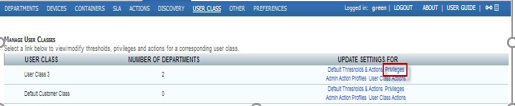 DEPARTMENTS DEVICES CONTAINERS SLA ACTIONS DISCOVERY USER CLASS OTHER PREFERENCES Logged in: green | LOGOUT ABOUT | USER GUIDE |
MANAGE USER CLASSES
Select a link below to view/modify thresholds, privileges and actions for a corresponding user class.
USER CLASS NUMBER OF DEPARTMENTS UPDATE SETTINGS FOR
User Class 3 2 Default Thresholds & Actions Privileges
Admin Action Profiles User Class Actions
Default Customer Class Default Thresholds & Actions Privileges
Admin Action Profiles User Class Actions